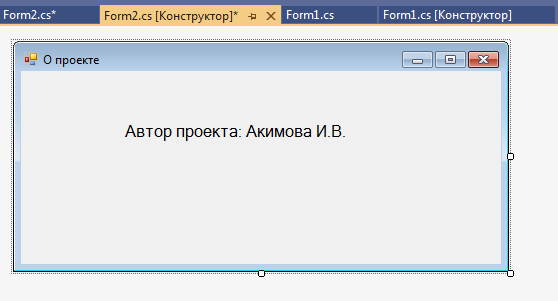 Form2.cs* Form2.cs [Конструктор]* Form1.cs Form1.cs [Конструктор]
О проекте
Автор проекта: Акимова И.В.